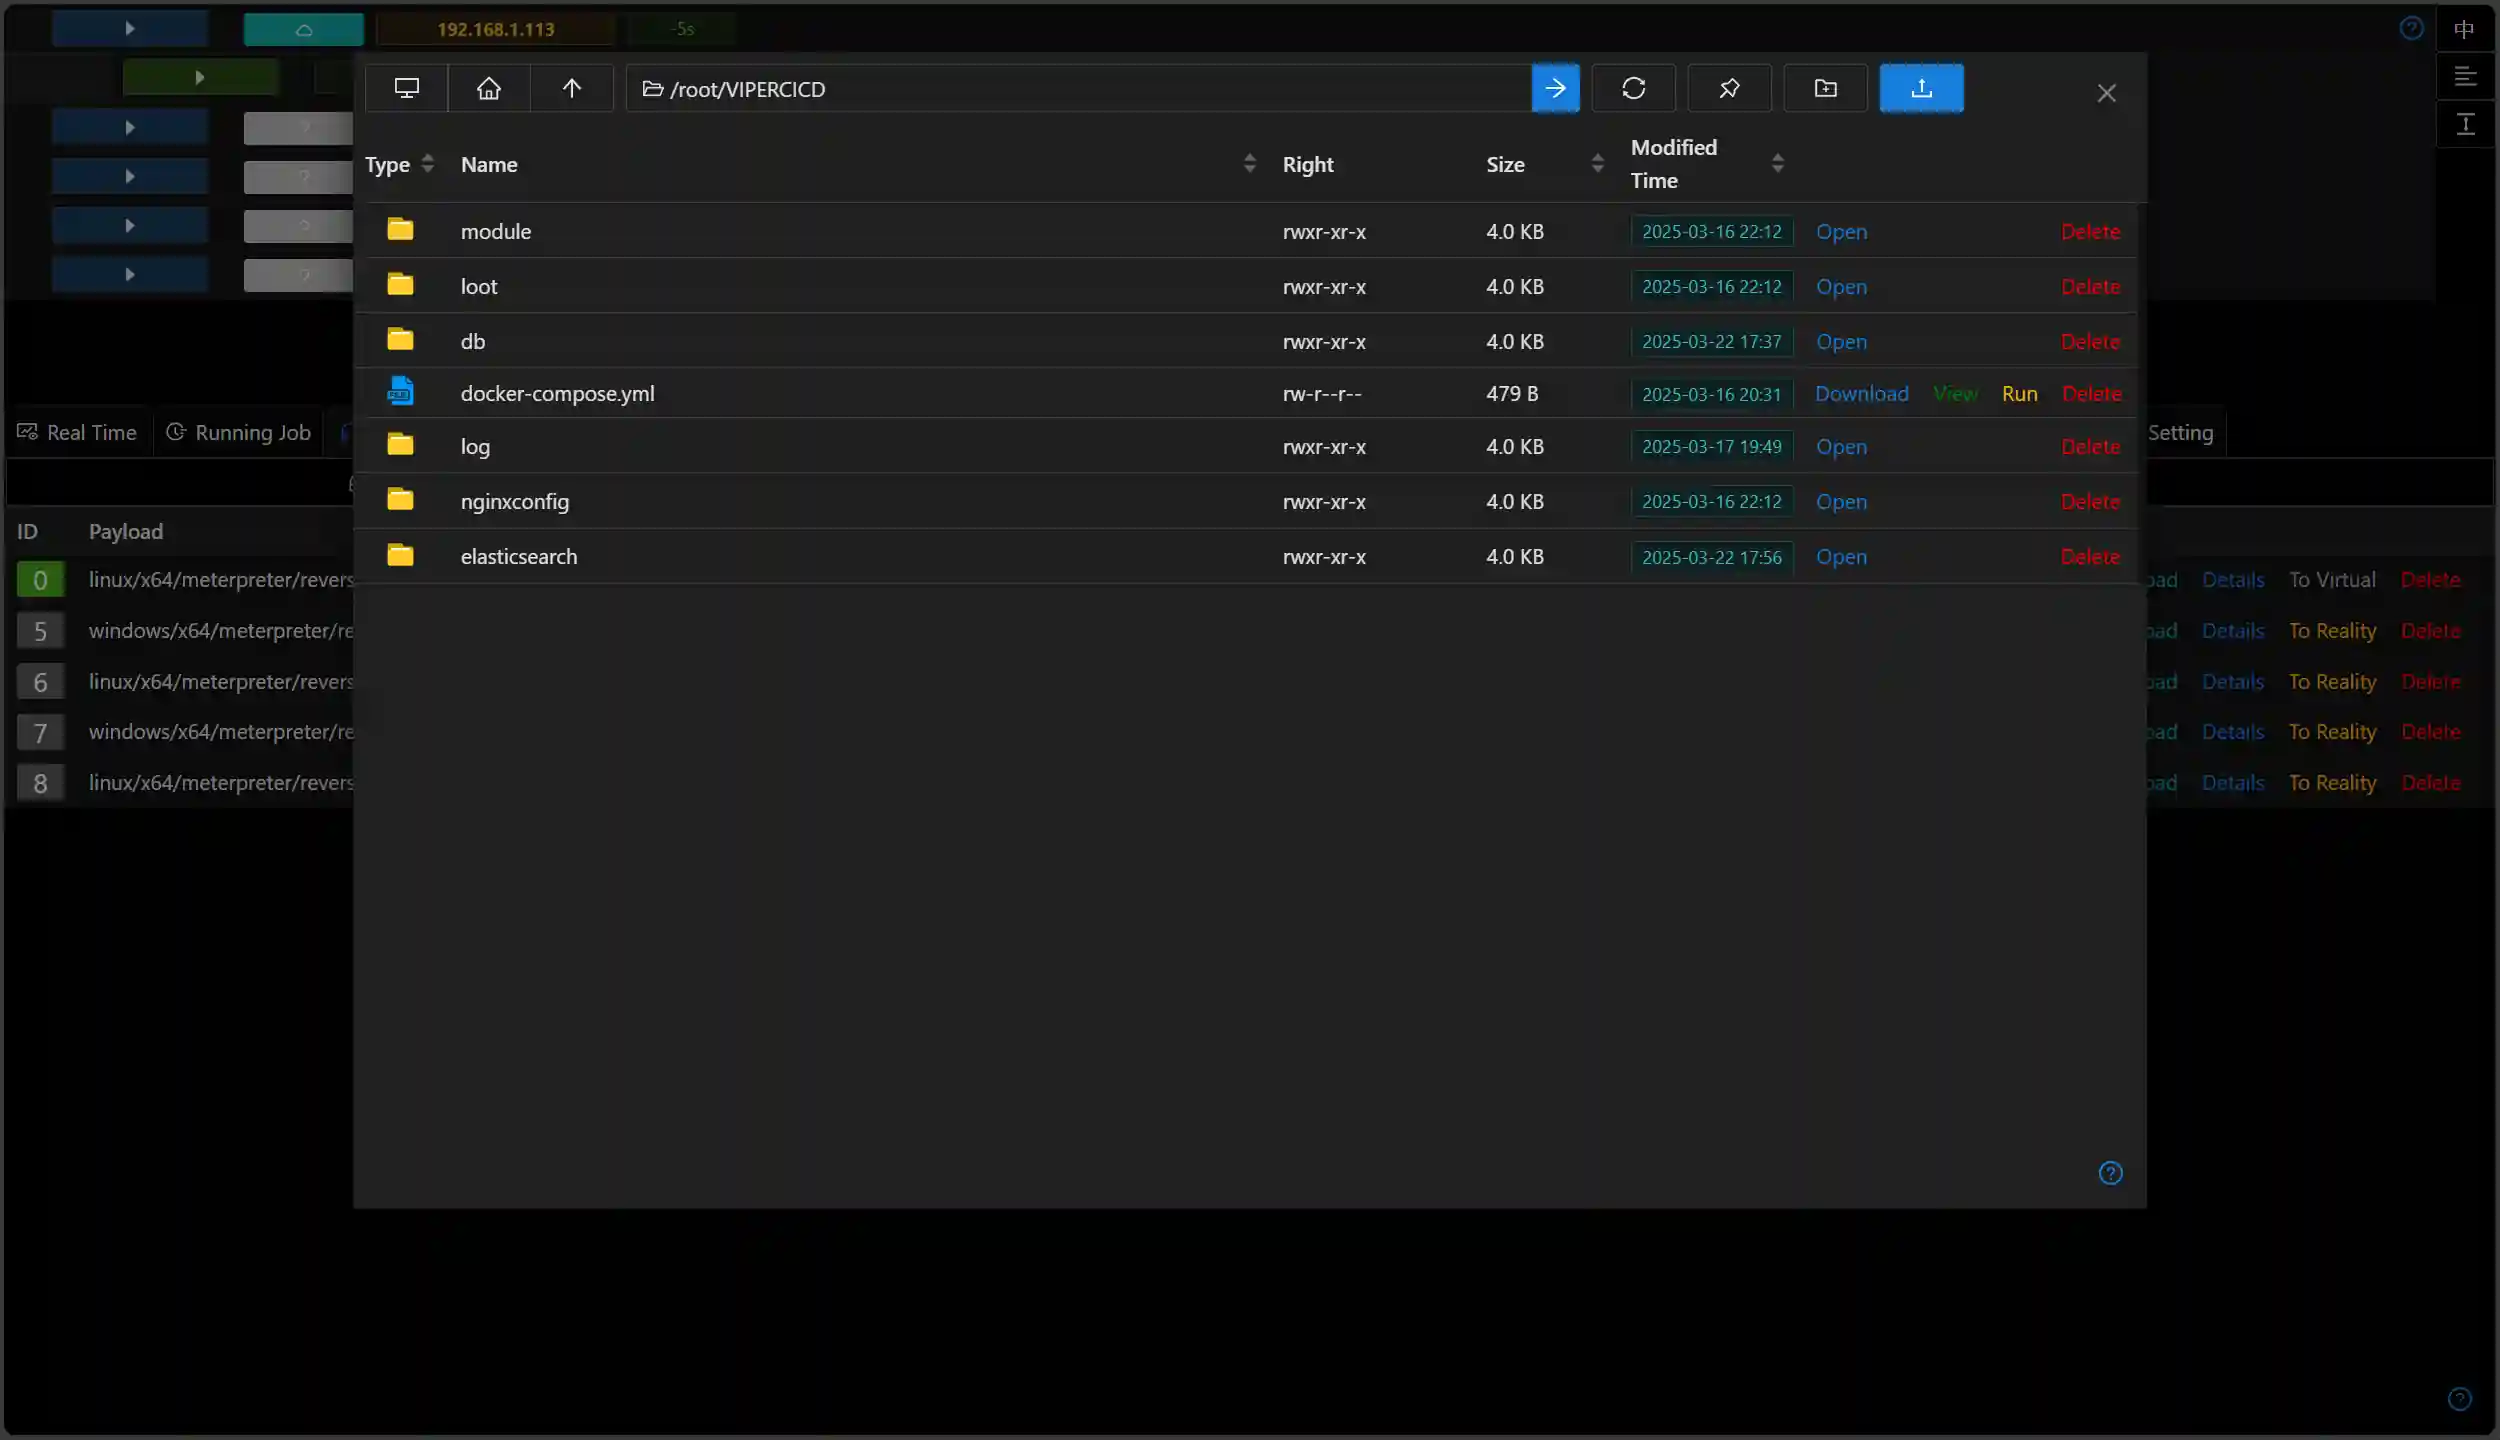 192.168.1.113 -5s
中
/root/VIPERCICD
Type Name Right Size Modified Time
module rwxr-xr-x 4.0 KB 2025-03-16 22:12 Open Delete
loot rwxr-xr-x 4.0 KB 2025-03-16 22:12 Open Delete
db rwxr-xr-x 4.0 KB 2025-03-22 17:37 Open Delete
docker-compose.yml rw-r--r-- 479 B 2025-03-16 20:31 Download View Run Delete
log rwxr-xr-x 4.0 KB 2025-03-17 19:49 Open Delete
nginxconfig rwxr-xr-x 4.0 KB 2025-03-16 22:12 Open Delete
elasticsearch rwxr-xr-x 4.0 KB 2025-03-22 17:56 Open Delete
Real Time Running Job Setting
ID Payload
0 linux/x64/meterpreter/revers oad Details To Virtual Delete
5 windows/x64/meterpreter/re oad Details To Reality Delete
6 linux/x64/meterpreter/revers oad Details To Reality Delete
7 windows/x64/meterpreter/re oad Details To Reality Delete
8 linux/x64/meterpreter/revers oad Details To Reality Delete